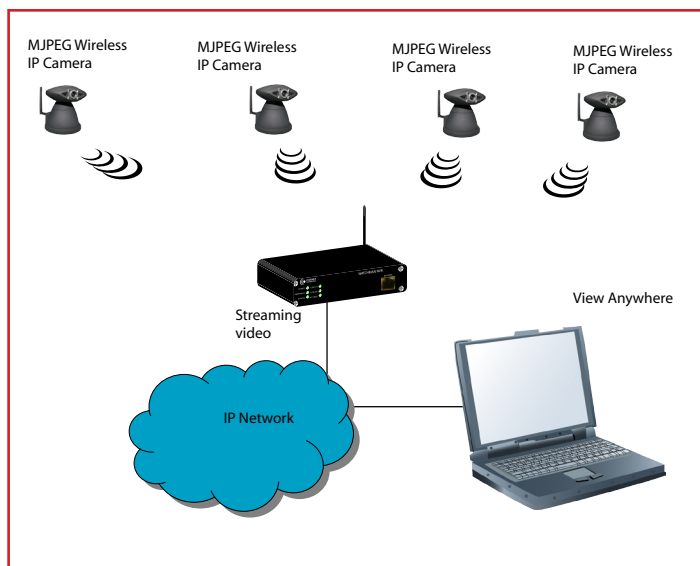 MJPEG Wireless
IP Camera
MJPEG Wireless
IP Camera
MJPEG Wireless
IP Camera
MJPEG Wireless
IP Camera
Streaming
video
View Anywhere
IP Network